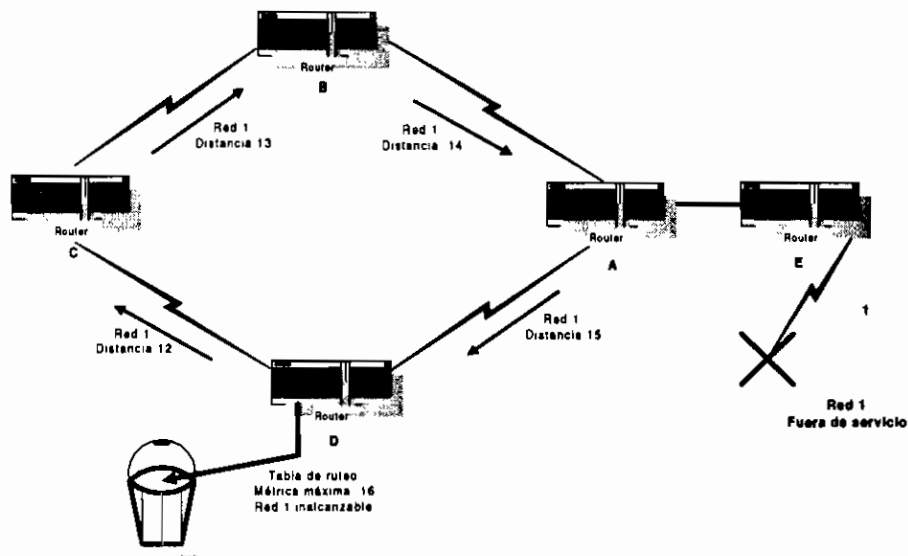 Router
B
Red 1
Distancia 13
Red 1
Distancia 14
Router
C
Router
A
Router
E
1
Red 1
Distancia 12
Red 1
Distancia 15
Red 1
Fuera de servicio
Router
D
Tabla de ruteo
Métrica máxima 16
Red 1 inalcanzable